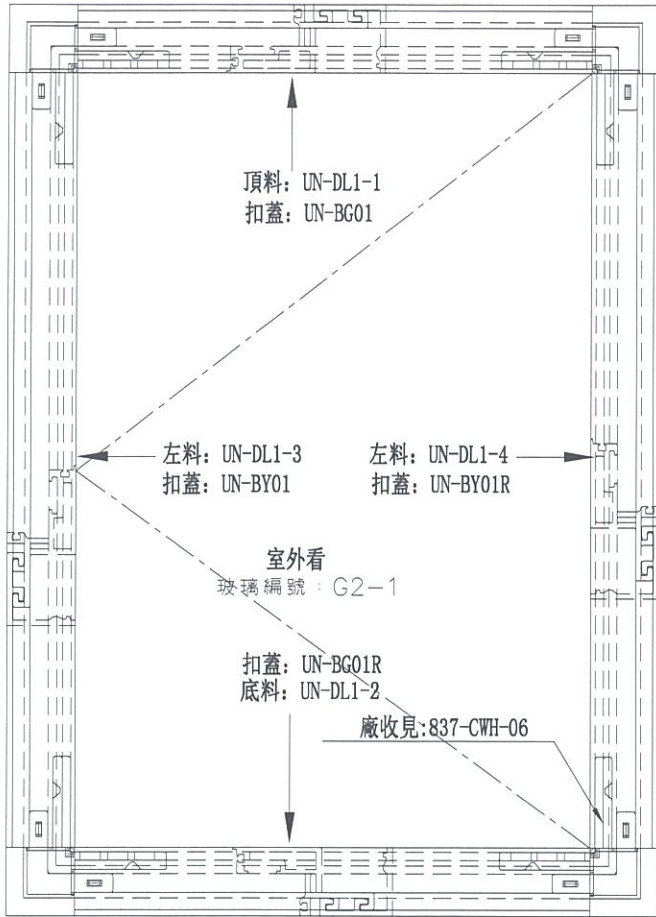 頂料: UN-DL1-1
扣蓋: UN-BG01
左料: UN-DL1-3
扣蓋: UN-BY01
左料: UN-DL1-4
扣蓋: UN-BY01R
室外看
玻璃編號：G2-1
扣蓋: UN-BG01R
底料: UN-DL1-2
廠收見:837-CWH-06